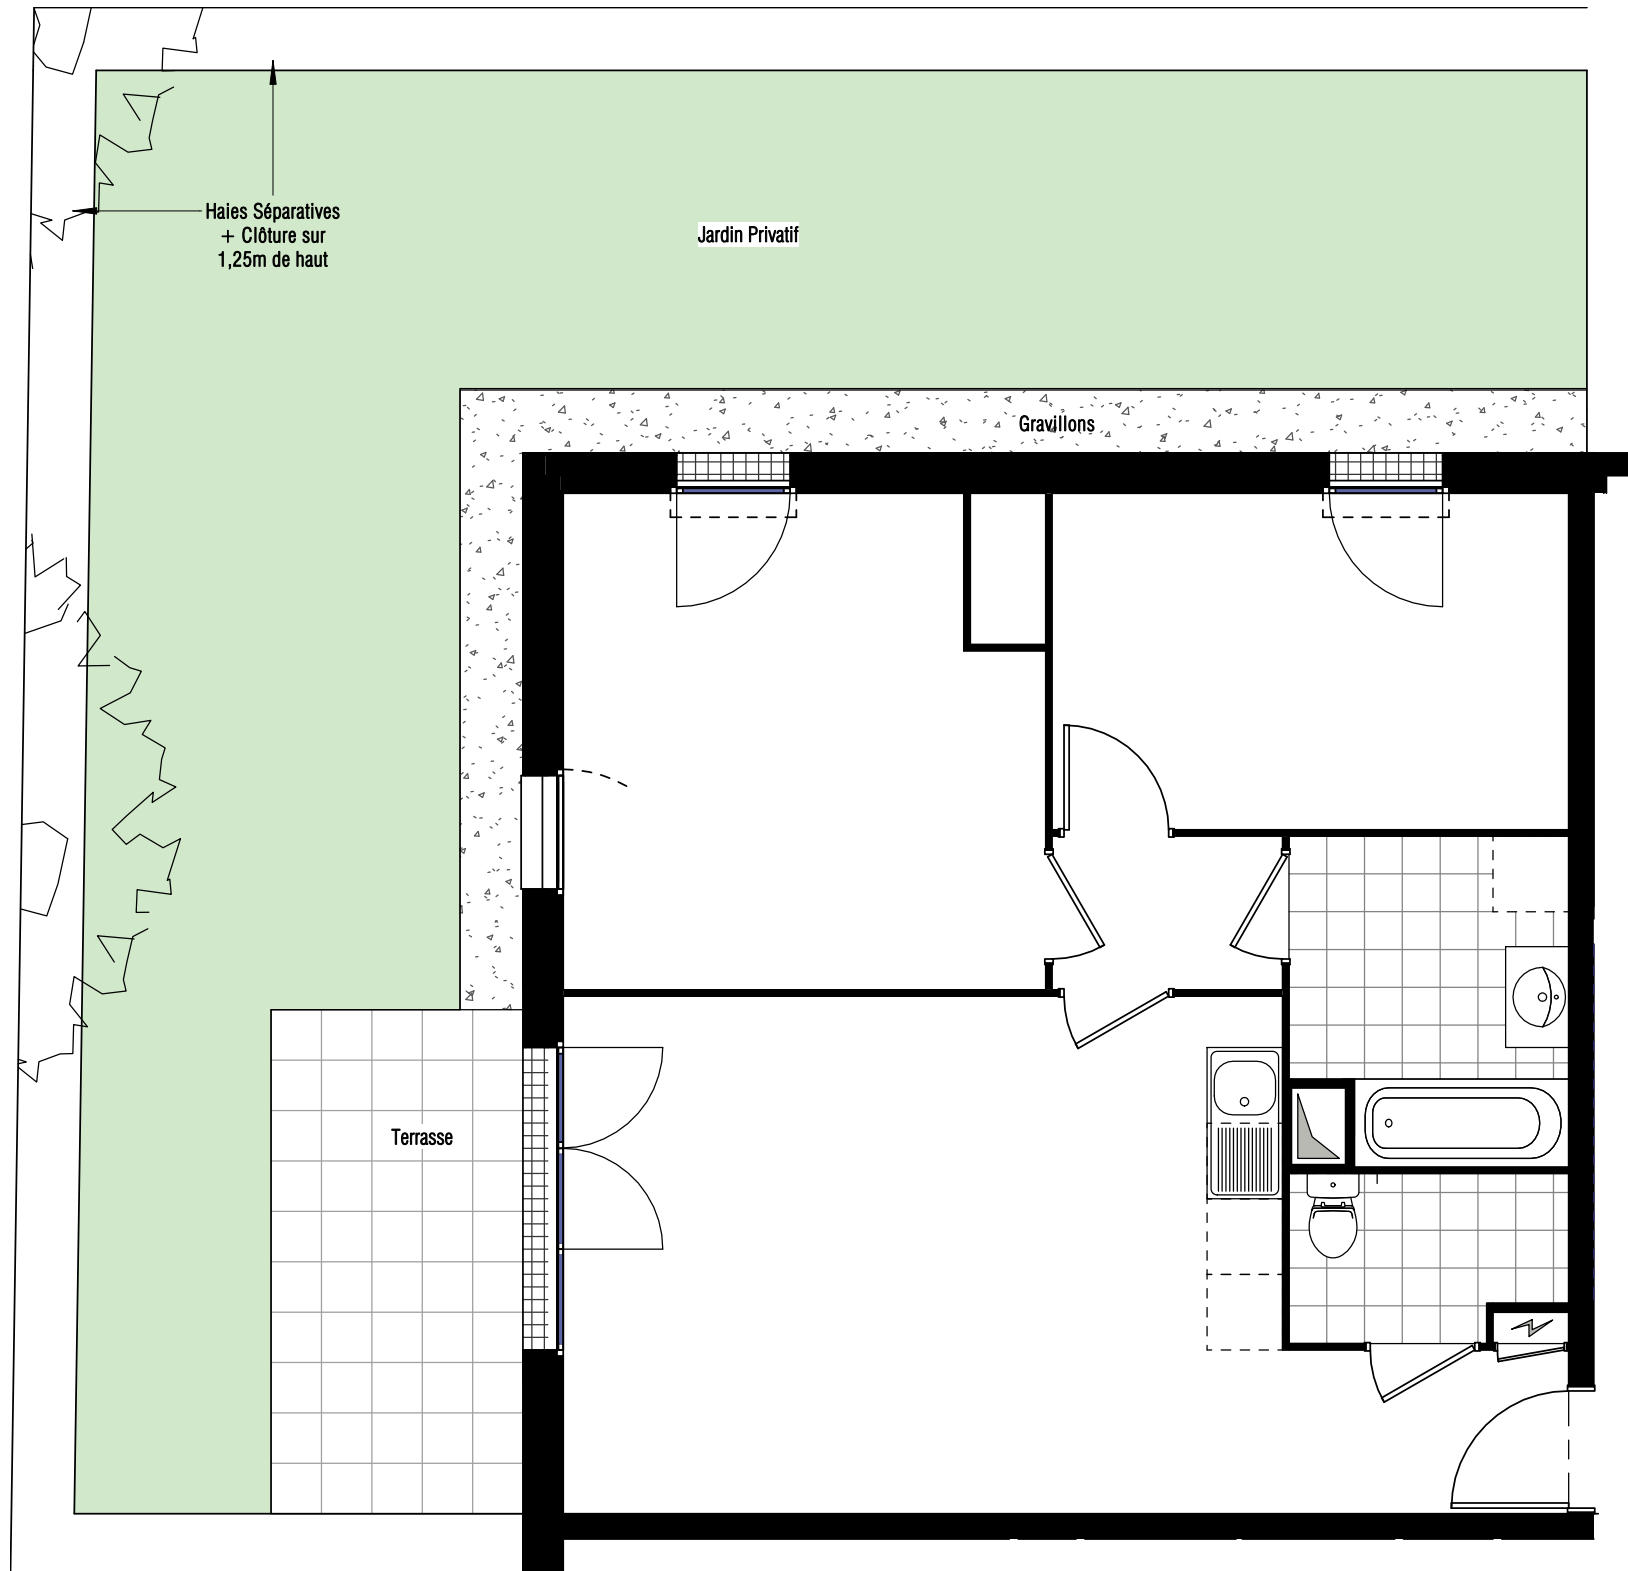 Haies Séparatives
+ Clôture sur
1,25m de haut
Jardin Privatif
Gravillons
Terrasse